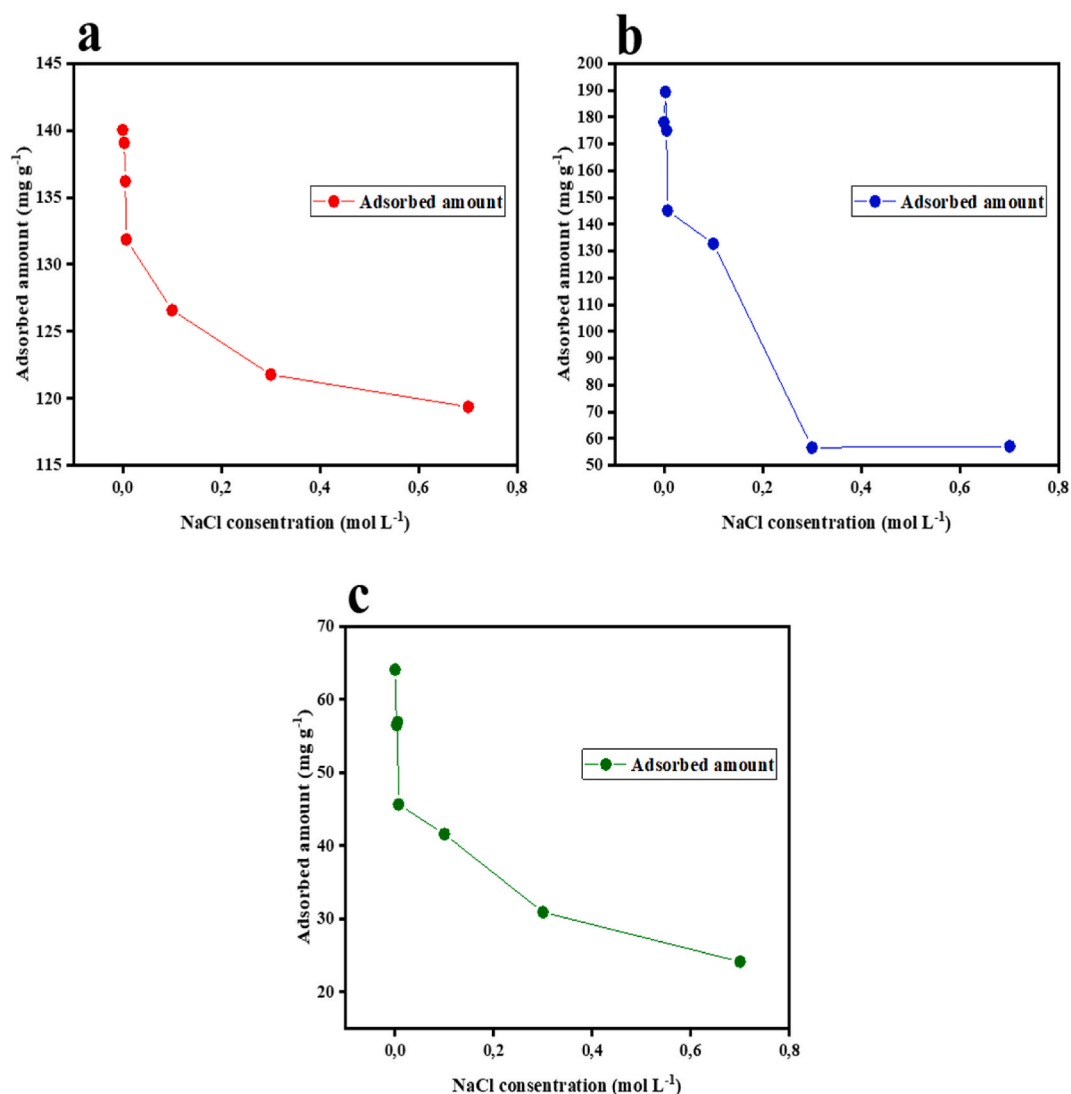 a
145
140
135
130
125
120
115
Adsorbed amount (mg g⁻¹)
Adsorbed amount
0,0 0,2 0,4 0,6 0,8
NaCl consentration (mol L⁻¹)
b
200
190
180
170
160
150
140
130
120
110
100
90
80
70
60
50
Adsorbed amount (mg g⁻¹)
Adsorbed amount
0,0 0,2 0,4 0,6 0,8
NaCl consentration (mol L⁻¹)
c
70
60
50
40
30
20
Adsorbed amount (mg g⁻¹)
Adsorbed amount
0,0 0,2 0,4 0,6 0,8
NaCl consentration (mol L⁻¹)